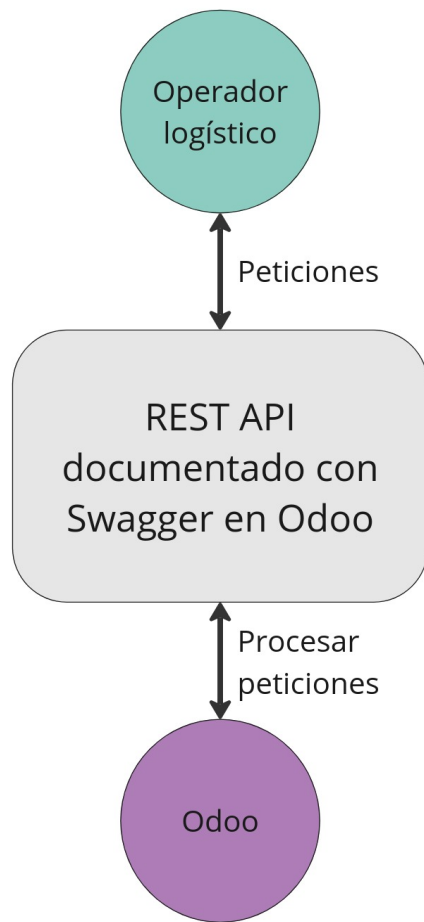 Operador
logístico
Peticiones
REST API
documentado con
Swagger en Odoo
Procesar
peticiones
Odoo